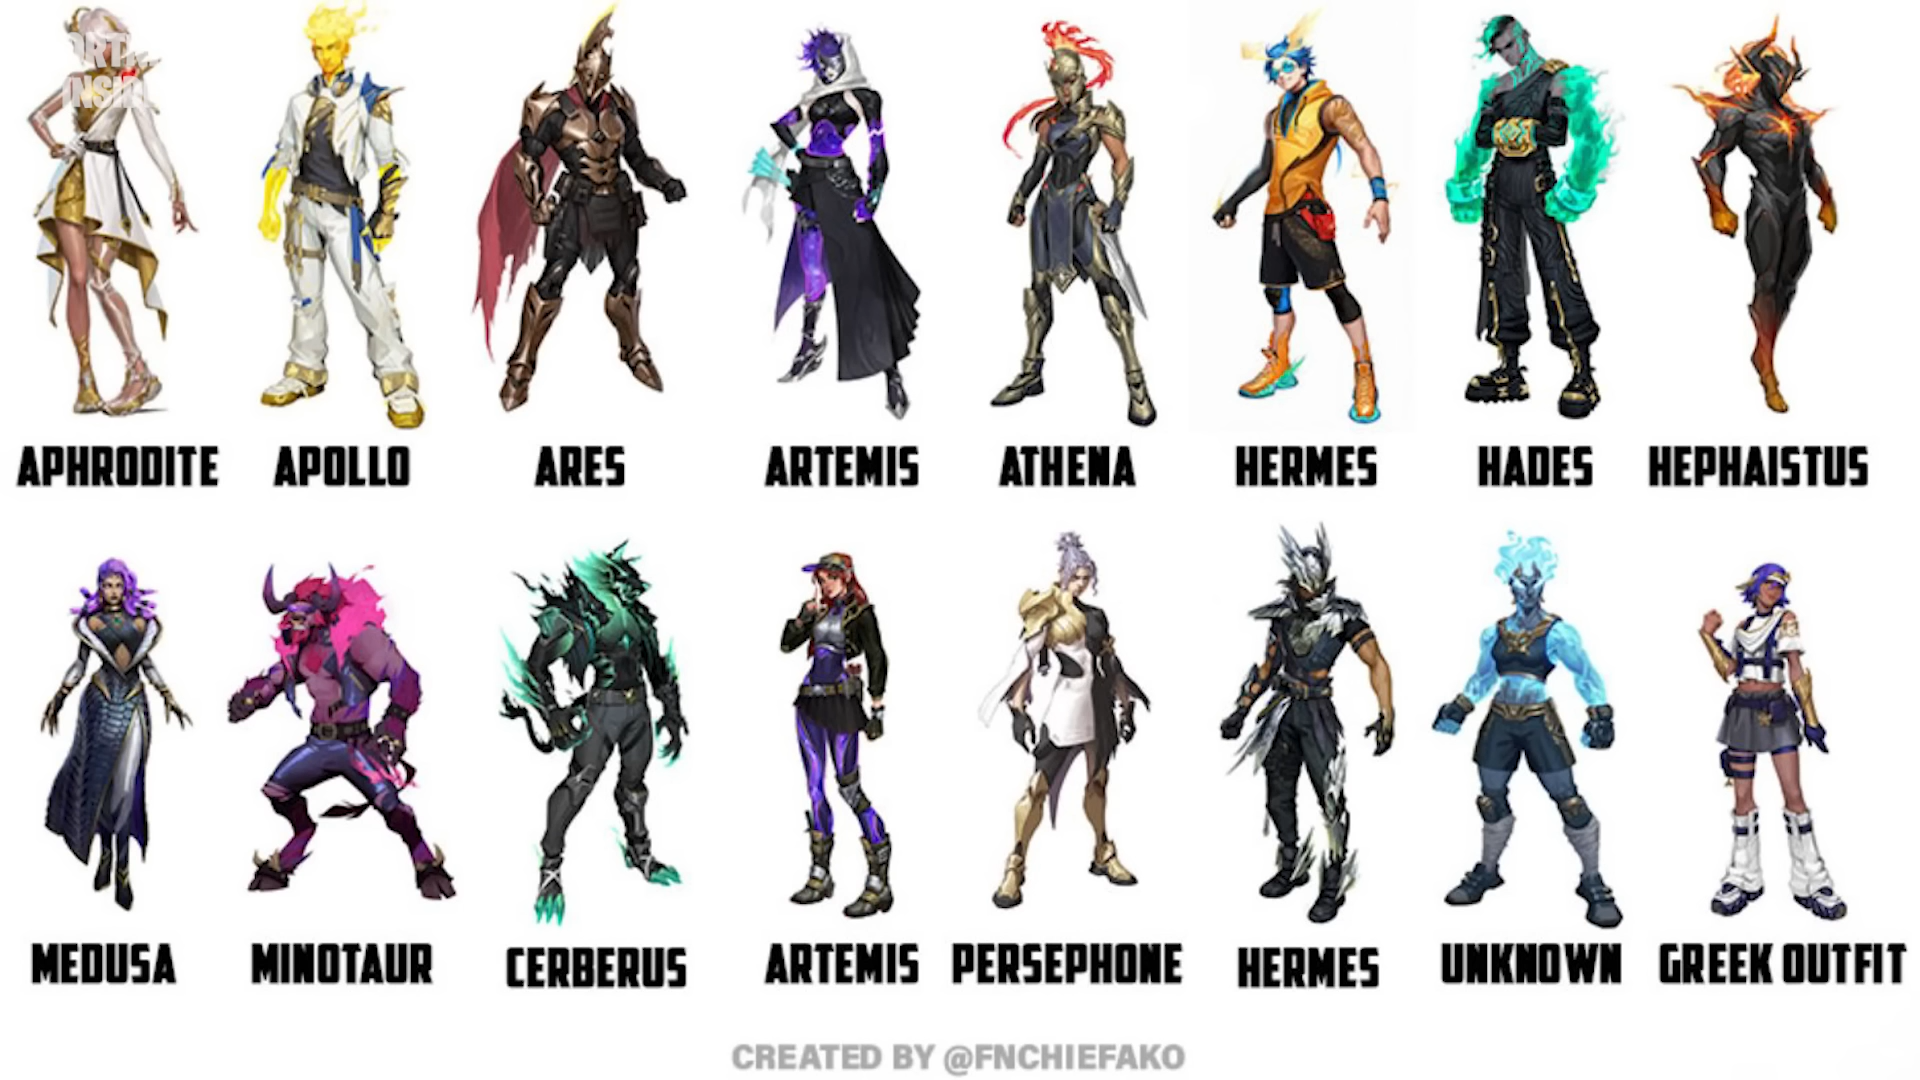 APHRODITE APOLLO ARES ARTEMIS ATHENA HERMES HADES HEPHAISTUS
MEDUSA MINOTAUR CERBERUS ARTEMIS PERSEPHONE HERMES UNKNOWN GREEK OUTFIT
CREATED BY @FNCHIEFAKO